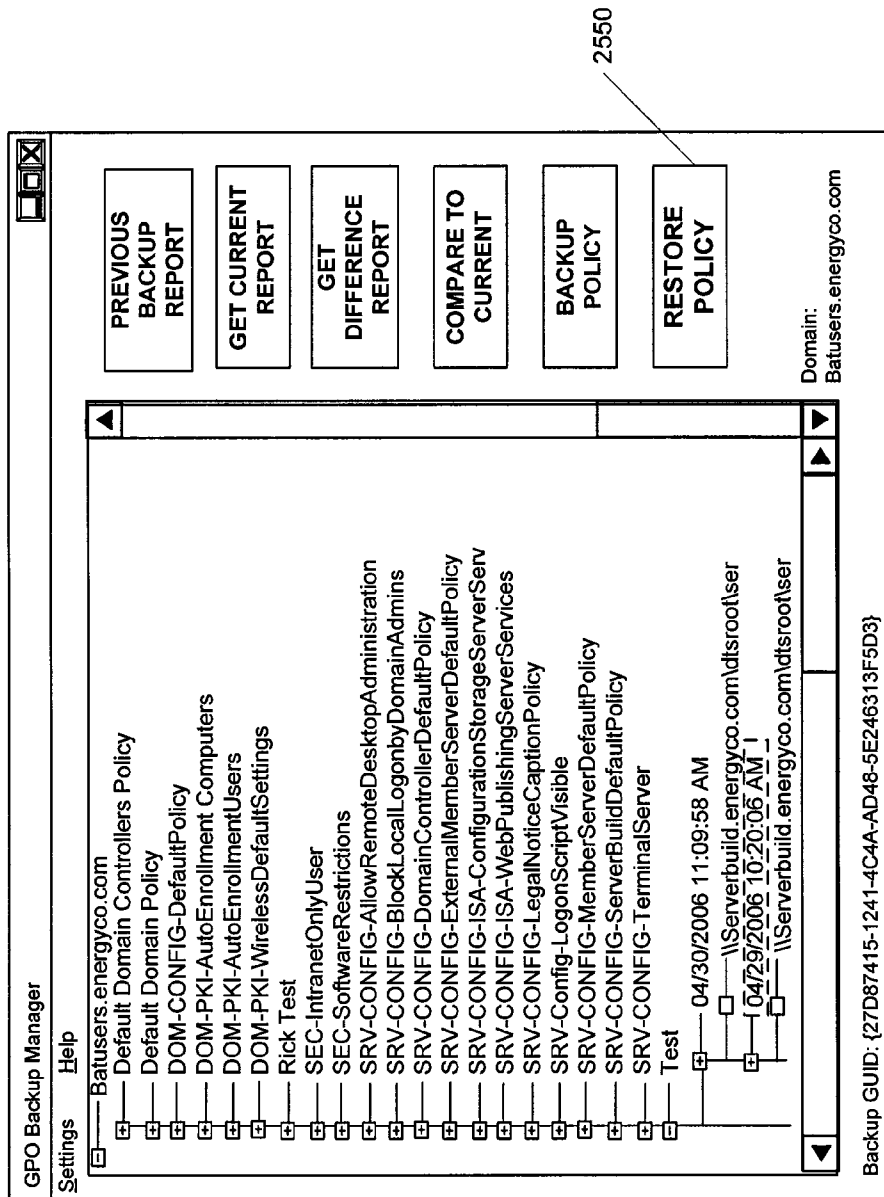 GPO Backup Manager
Settings Help
Batusers.energyco.com
Default Domain Controllers Policy
Default Domain Policy
DOM-CONFIG-DefaultPolicy
DOM-PKI-AutoEnrollment Computers
DOM-PKI-AutoEnrollmentUsers
DOM-PKI-WirelessDefaultSettings
Rick Test
SEC-IntranetOnlyUser
SEC-SoftwareRestrictions
SRV-CONFIG-AllowRemoteDesktopAdministration
SRV-CONFIG-BlockLocalLogonbyDomainAdmins
SRV-CONFIG-DomainControllerDefaultPolicy
SRV-CONFIG-ExternalMemberServerDefaultPolicy
SRV-CONFIG-ISA-ConfigurationStorageServerServ
SRV-CONFIG-ISA-WebPublishingServerServices
SRV-CONFIG-LegalNoticeCaptionPolicy
SRV-Config-LogonScriptVisible
SRV-CONFIG-MemberServerDefaultPolicy
SRV-CONFIG-ServerBuildDefaultPolicy
SRV-CONFIG-TerminalServer
Test
04/30/2006 11:09:58 AM
\\Serverbuild.energyco.com\dtsroot\ser
04/29/2006 10:20:06 AM
\\Serverbuild.energyco.com\dtsroot\ser
PREVIOUS
BACKUP
REPORT
GET CURRENT
REPORT
GET
DIFFERENCE
REPORT
COMPARE TO
CURRENT
BACKUP
POLICY
RESTORE
POLICY
2550
Domain:
Batusers.energyco.com
Backup GUID: {27D87415-1241-4C4A-AD48-5E246313F5D3}